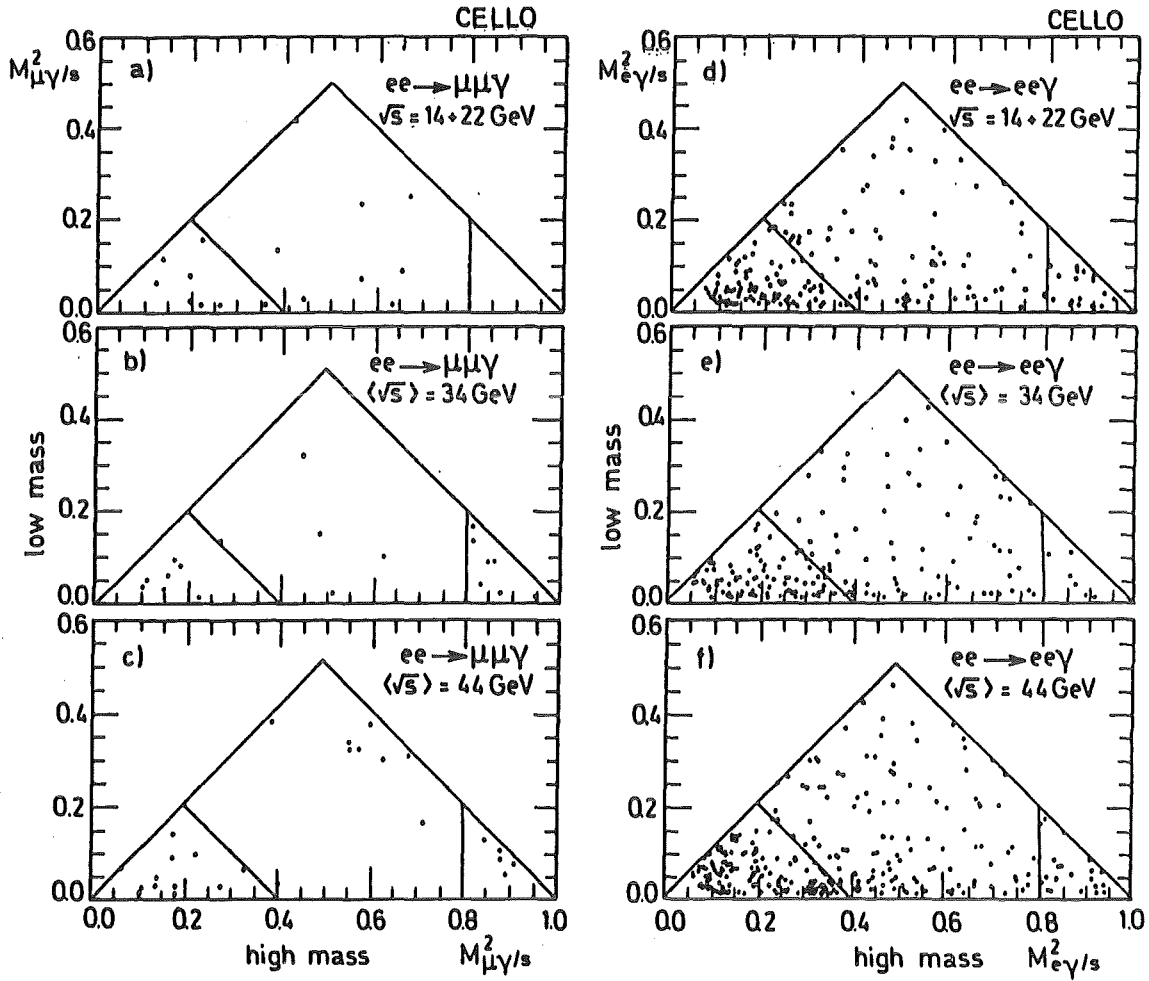 CELLO
CELLO
0.6
M²μγ/s
a)
ee → μμγ
√s = 14 + 22 GeV
0.4
0.2
0.0
0.6
M²eγ/s
d)
ee → eeγ
√s = 14 + 22 GeV
0.4
0.2
0.0
0.6
b)
ee → μμγ
⟨√s⟩ = 34 GeV
0.4
low mass
0.2
0.0
0.6
e)
ee → eeγ
⟨√s⟩ = 34 GeV
0.4
low mass
0.2
0.0
0.6
c)
ee → μμγ
⟨√s⟩ = 44 GeV
0.4
0.2
0.0
0.0 0.2 0.4 0.6 0.8 1.0
high mass M²μγ/s
0.6
f)
ee → eeγ
⟨√s⟩ = 44 GeV
0.4
0.2
0.0
0.0 0.2 0.4 0.6 0.8 1.0
high mass M²eγ/s